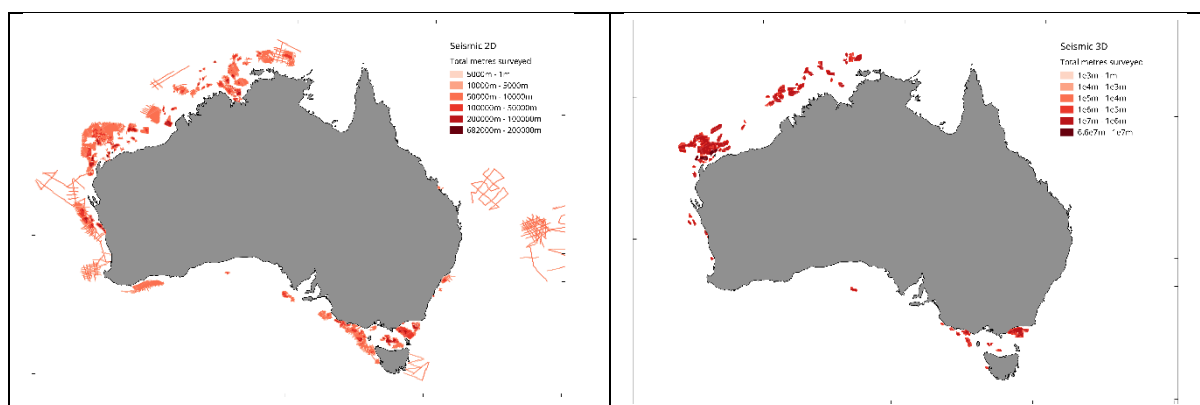 Seismic 2D
Total metres surveyed
5000m - 1m
10000m - 5000m
50000m - 10000m
100000m - 50000m
200000m - 100000m
682000m - 200000m
Seismic 3D
Total metres surveyed
1e3m - 1m
1e4m - 1e3m
1e5m - 1e4m
1e6m - 1e5m
1e7m - 1e6m
6.6e7m - 1e7m